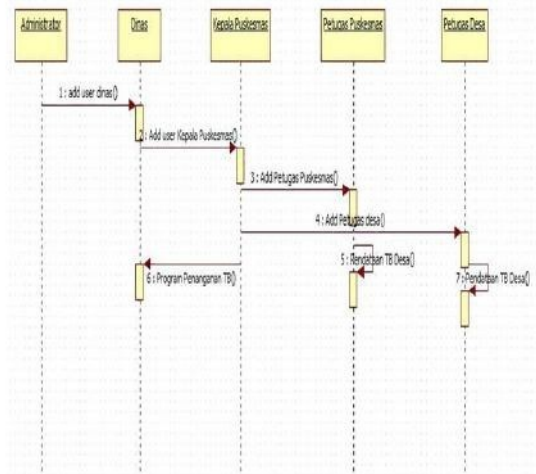 Administrator
Dinas
Kepala Puskesmas
Petugas Puskesmas
Petugas Desa
1 : add user dinas()
2 : Add user Kepala Puskesmas()
3 : Add Petugas Puskesmas()
4 : Add Petugas desa()
5 : Pendataan TB Desa()
6 : Program Penanganan TB()
7 : Pendataan TB Desa()